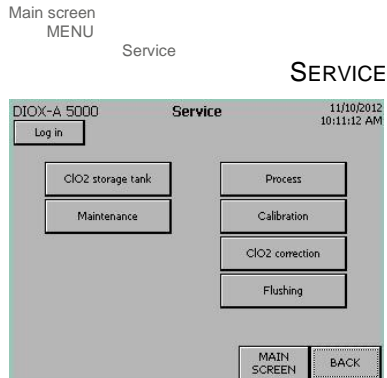 Main screen
MENU
Service
SERVICE
DIOX-A 5000 Service 11/10/2012
10:11:12 AM
Log in
ClO2 storage tank Process
Maintenance Calibration
ClO2 correction
Flushing
MAIN SCREEN BACK